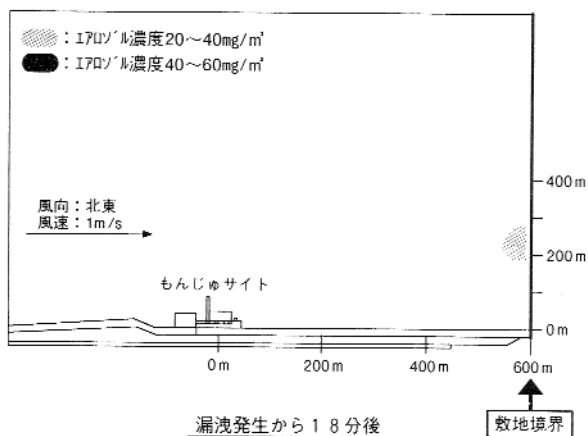 ：ｴｱﾛｿﾞﾙ濃度20～40mg/㎥
：ｴｱﾛｿﾞﾙ濃度40～60mg/㎥
400m
風向：北東
風速：1m/s
200m
もんじゅサイト
0m
0m 200m 400m 600m
漏洩発生から１８分後
敷地境界